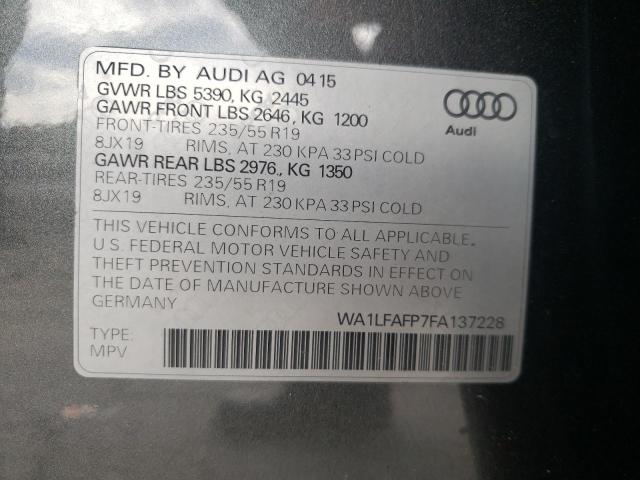 MFD. BY AUDI AG 04 15
GVWR LBS 5390, KG 2445
GAWR FRONT LBS 2646, KG 1200
FRONT-TIRES 235/55 R19
8JX19 RIMS, AT 230 KPA 33 PSI COLD
GAWR REAR LBS 2976, KG 1350
REAR-TIRES 235/55 R19
8JX19 RIMS, AT 230 KPA 33 PSI COLD
Audi
THIS VEHICLE CONFORMS TO ALL APPLICABLE.
U.S. FEDERAL MOTOR VEHICLE SAFETY AND
THEFT PREVENTION STANDARDS IN EFFECT ON
THE DATE OF MANUFACTURE SHOWN ABOVE
GERMANY
WA1LFAFP7FA137228
TYPE:
MPV